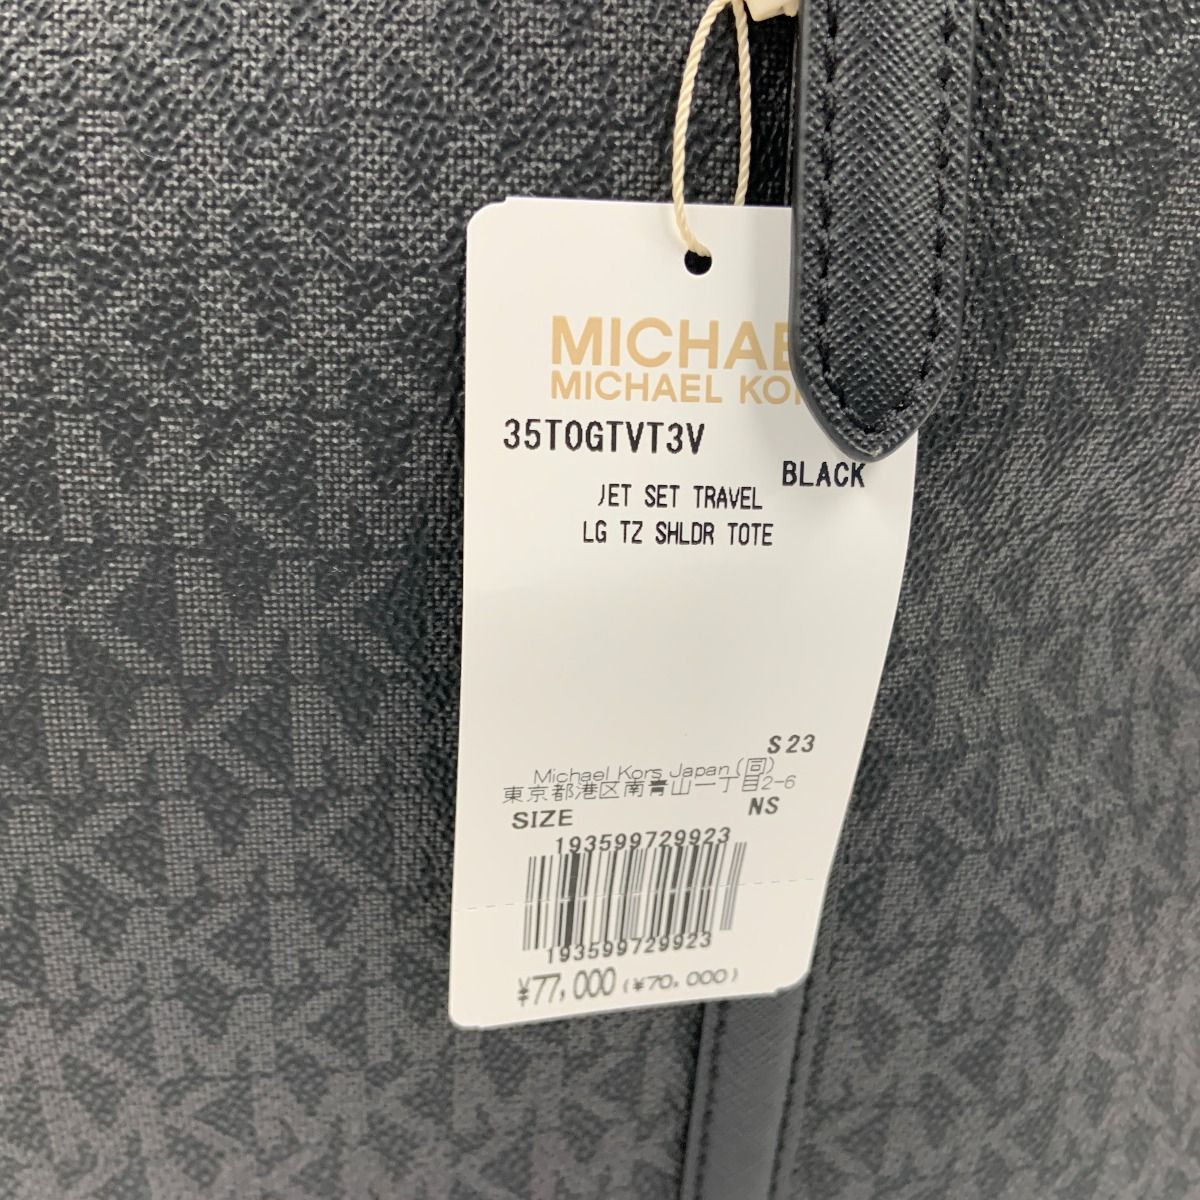 MICHAE
MICHAEL KOR
35T0GTVT3V
BLACK
JET SET TRAVEL
LG TZ SHLDR TOTE
S23
Michael Kors Japan(同)
東京都港区南青山一丁目2-6
SIZE NS
193599729923
193599729923
¥77,000 (¥70,000)